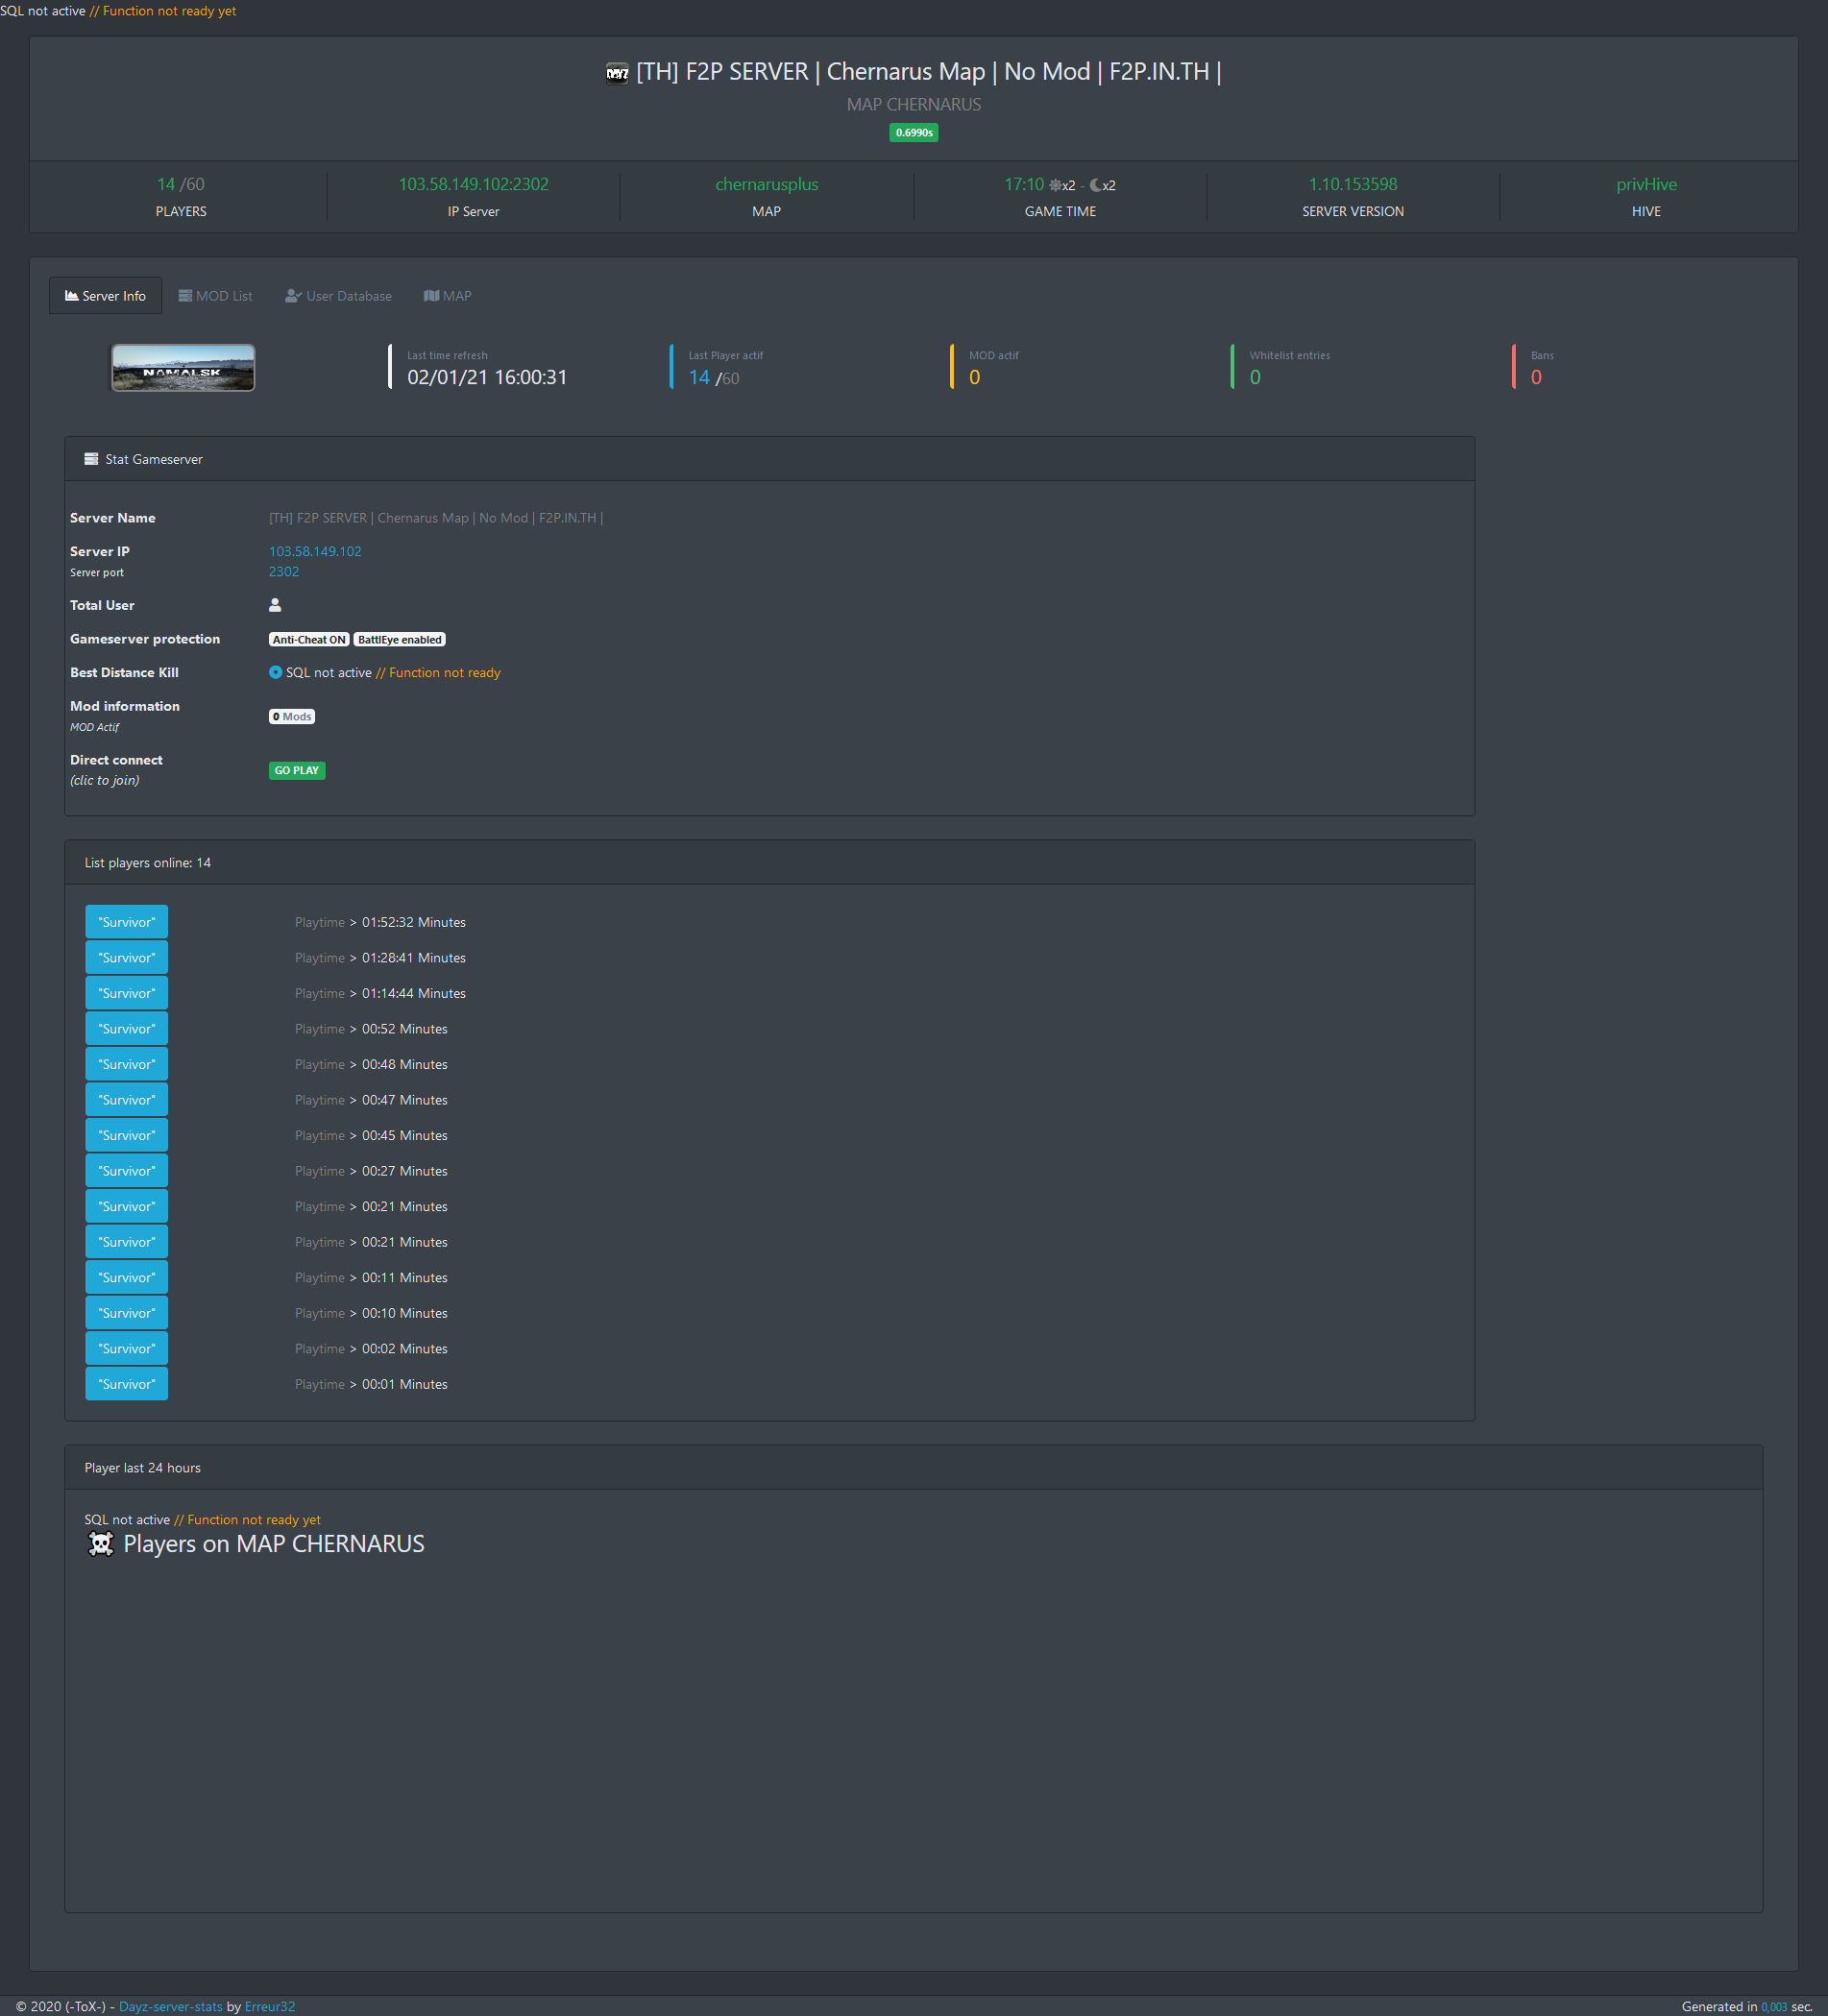 SQL not active // Function not ready yet
DAYZ [TH] F2P SERVER | Chernarus Map | No Mod | F2P.IN.TH |
MAP CHERNARUS
0.6990s
14 /60
PLAYERS
103.58.149.102:2302
IP Server
chernarusplus
MAP
17:10 x2 - x2
GAME TIME
1.10.153598
SERVER VERSION
privHive
HIVE
Server Info
MOD List
User Database
MAP
NAMALSK
Last time refresh
02/01/21 16:00:31
Last Player actif
14 /60
MOD actif
0
Whitelist entries
0
Bans
0
Stat Gameserver
Server Name [TH] F2P SERVER | Chernarus Map | No Mod | F2P.IN.TH |
Server IP 103.58.149.102
Server port 2302
Total User
Gameserver protection Anti-Cheat ON BattlEye enabled
Best Distance Kill SQL not active // Function not ready
Mod information
MOD Actif
0 Mods
Direct connect
(clic to join)
GO PLAY
List players online: 14
"Survivor" Playtime > 01:52:32 Minutes
"Survivor" Playtime > 01:28:41 Minutes
"Survivor" Playtime > 01:14:44 Minutes
"Survivor" Playtime > 00:52 Minutes
"Survivor" Playtime > 00:48 Minutes
"Survivor" Playtime > 00:47 Minutes
"Survivor" Playtime > 00:45 Minutes
"Survivor" Playtime > 00:27 Minutes
"Survivor" Playtime > 00:21 Minutes
"Survivor" Playtime > 00:21 Minutes
"Survivor" Playtime > 00:11 Minutes
"Survivor" Playtime > 00:10 Minutes
"Survivor" Playtime > 00:02 Minutes
"Survivor" Playtime > 00:01 Minutes
Player last 24 hours
SQL not active // Function not ready yet
Players on MAP CHERNARUS
© 2020 (-ToX-) - Dayz-server-stats by Erreur32
Generated in 0,003 sec.